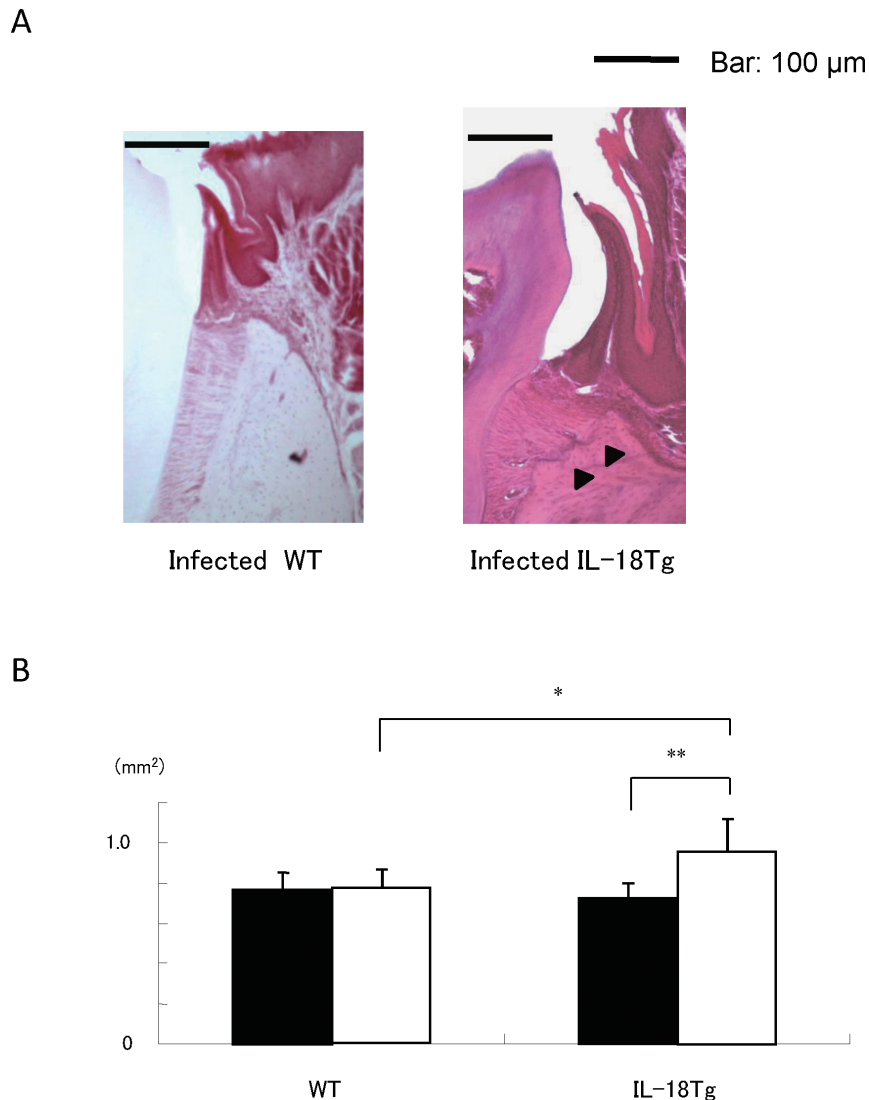 A
Bar: 100 µm
Infected WT
Infected IL-18Tg
B
*
**
(mm²)
1.0
0
WT
IL-18Tg